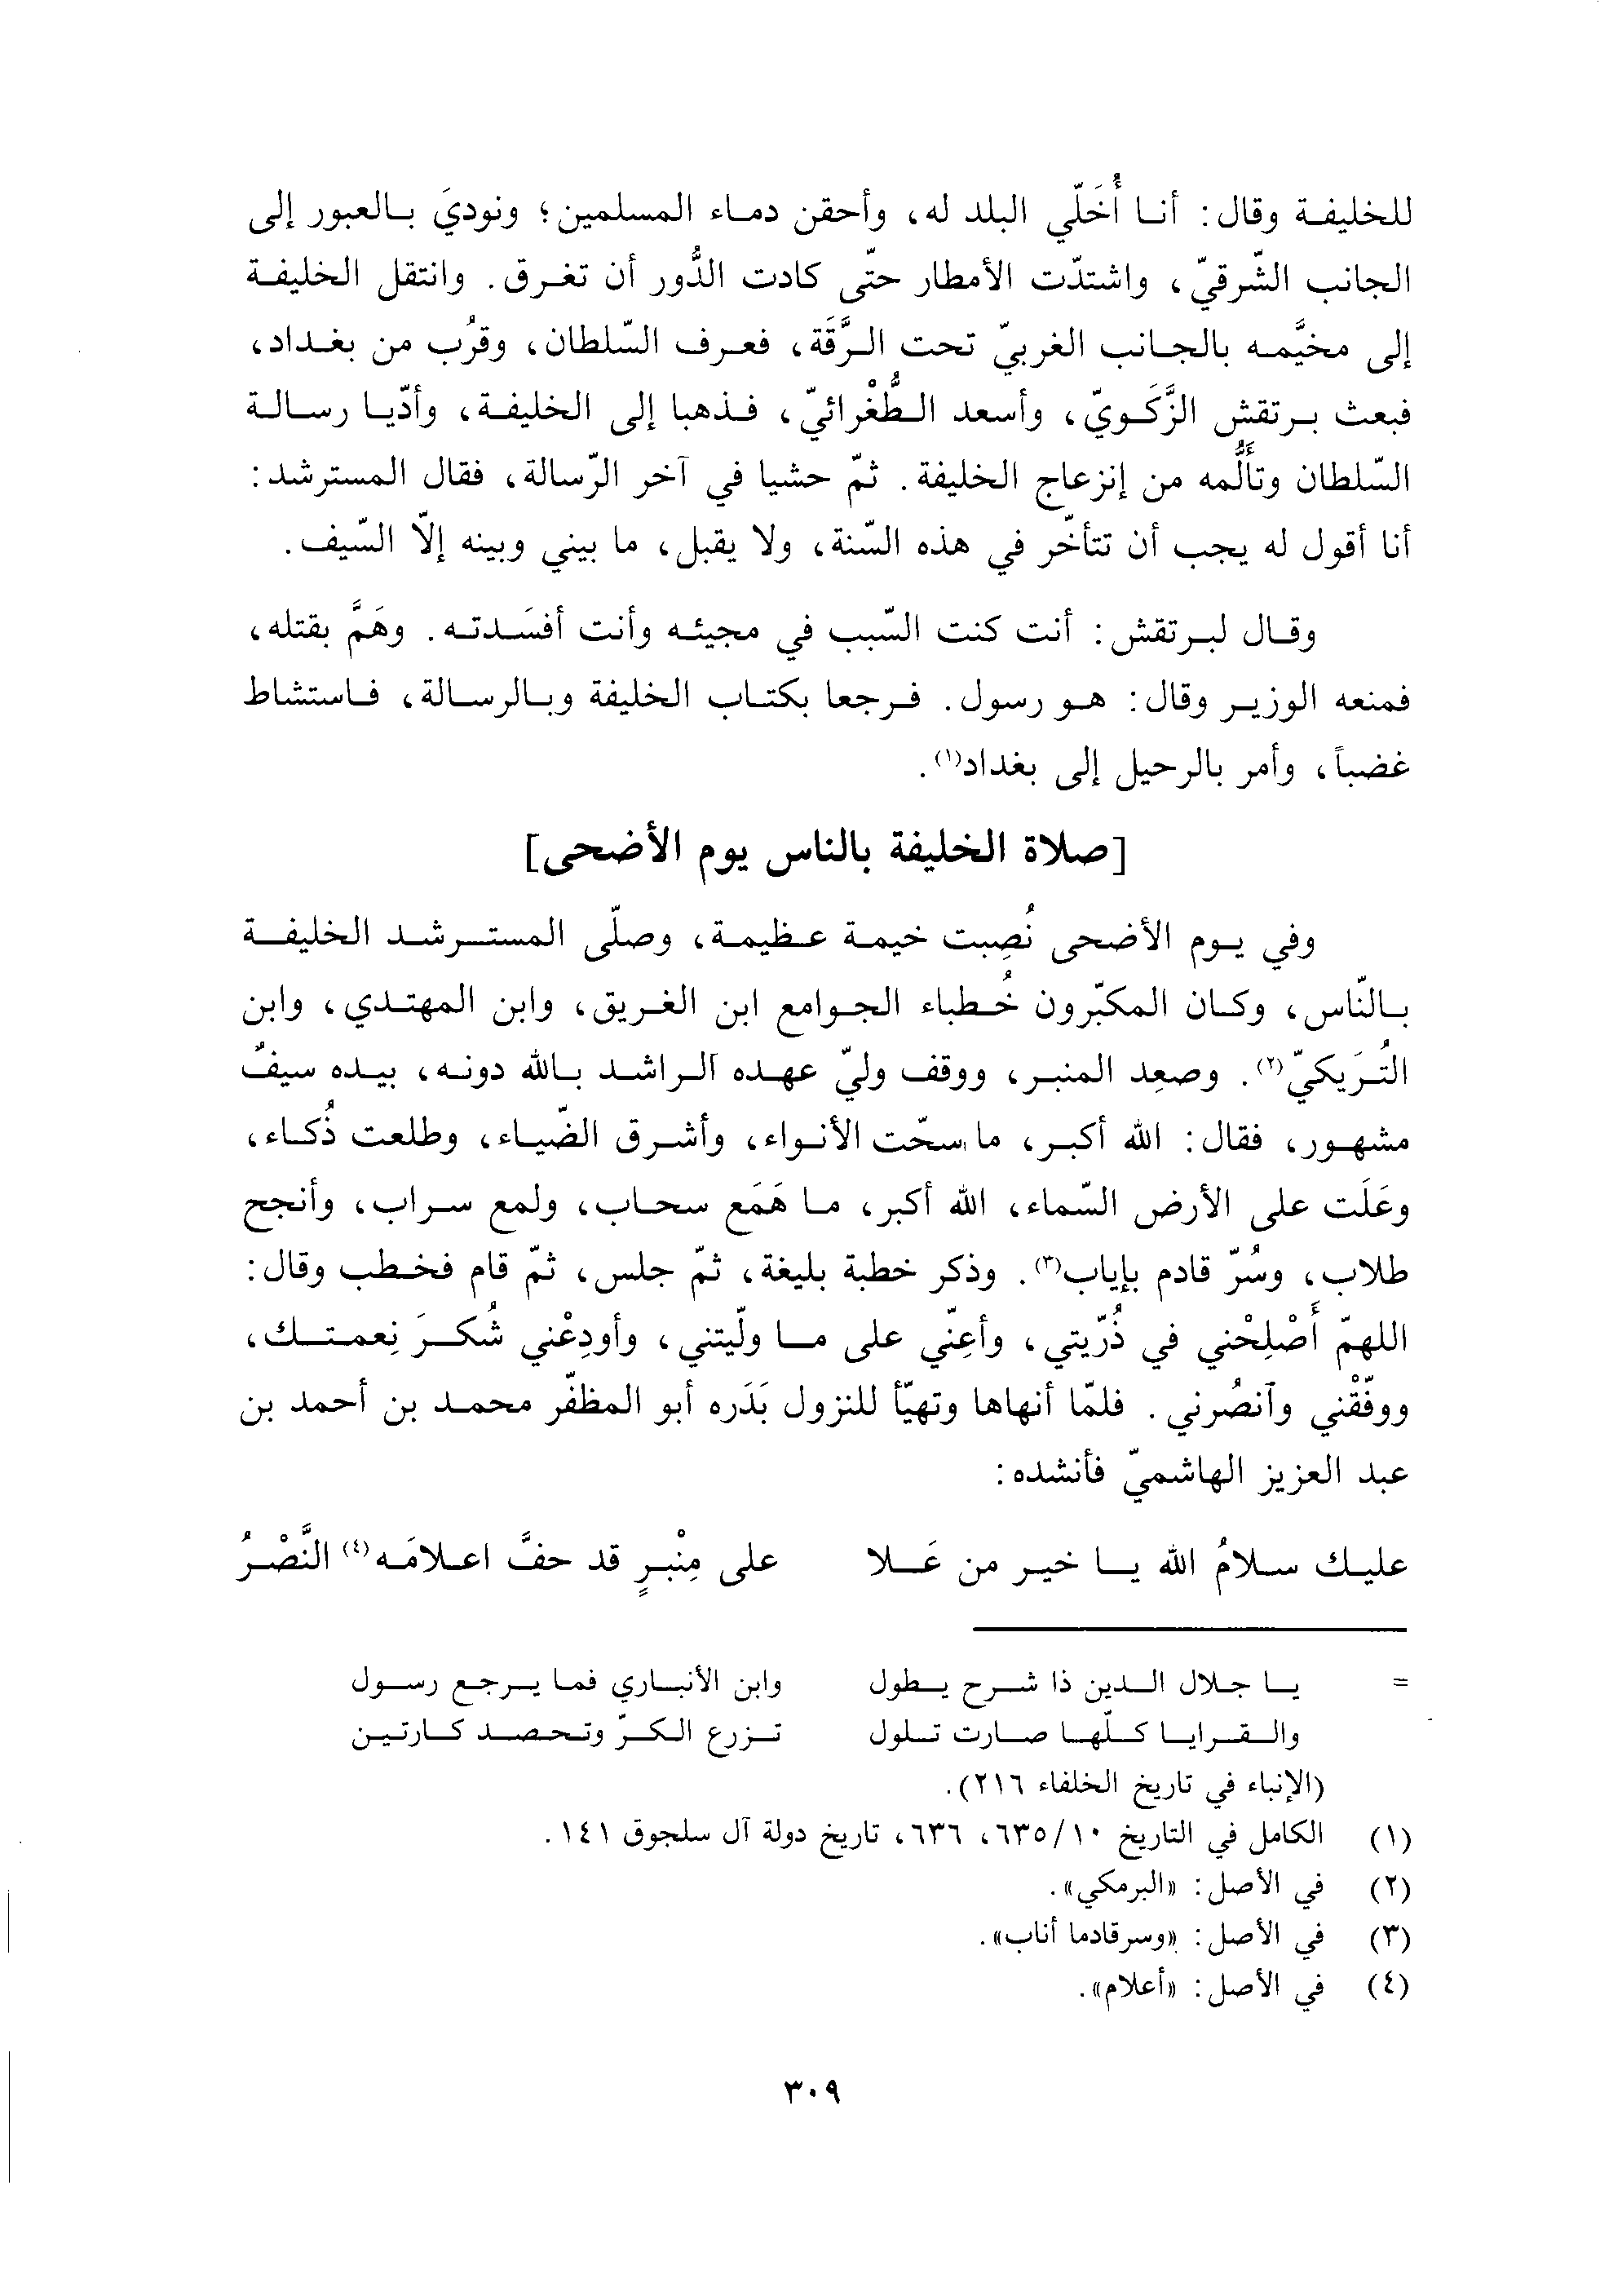 للخليفة وقال: أنا أُخَلّي البلد له، وأحقن دماء المسلمين؛ ونوديَ بالعبور إلى
الجانب الشّرقيّ، واشتدّت الأمطار حتّى كادت الدُّور أن تغرق. وانتقل الخليفة
إلى مخيَّمه بالجانب الغربيّ تحت الرَّقَة، فعرف السّلطان، وقرُب من بغداد،
فبعث برتقش الزَّكَويّ، وأسعد الطُّغْرائيّ، فذهبا إلى الخليفة، وأدّيا رسالة
السّلطان وتألُّمه من إنزعاج الخليفة. ثمّ حشيا في آخر الرّسالة، فقال المسترشد:
أنا أقول له يجب أن تتأخّر في هذه السّنة، ولا يقبل، ما بيني وبينه إلّا السّيف.
وقال لبرتقش: أنت كنت السّبب في مجيئه وأنت أفسَدته. وهَمَّ بقتله،
فمنعه الوزير وقال: هو رسول. فرجعا بكتاب الخليفة وبالرسالة، فاستشاط
غضباً، وأمر بالرحيل إلى بغداد(١).
[صلاة الخليفة بالناس يوم الأضحى]
وفي يوم الأضحى نُصِبت خيمة عظيمة، وصلّى المسترشد الخليفة
بالنّاس، وكان المكبّرون خُطباء الجوامع ابن الغريق، وابن المهتدي، وابن
التُرَيكيّ(٢). وصعِد المنبر، ووقف وليّ عهده الراشد بالله دونه، بيده سيفٌ
مشهور، فقال: الله أكبر، ما سحّت الأنواء، وأشرق الضّياء، وطلعت ذُكاء،
وعَلَت على الأرض السّماء، الله أكبر، ما هَمَع سحاب، ولمع سراب، وأنجح
طلاب، وسُرّ قادم بإياب(٣). وذكر خطبة بليغة، ثمّ جلس، ثمّ قام فخطب وقال:
اللهمّ أَصْلِحْني في ذُرّيتي، وأعِنّي على ما ولّيتني، وأودِعْني شُكرَ نِعمتك،
ووفّقْني وٱنصُرني. فلمّا أنهاها وتهيّأ للنزول بَدَره أبو المظفّر محمد بن أحمد بن
عبد العزيز الهاشميّ فأنشده:
عليك سلامُ الله يا خير من عَلا على مِنْبرٍ قد حفَّ اعلامَه(٤) النَّصْرُ
= يا جلال الدين ذا شرح يطول وابن الأنباري فما يرجع رسول
والقرايا كلّها صارت تلول تزرع الكرّ وتحصد كارتين
(الإنباء في تاريخ الخلفاء ٢١٦).
(١) الكامل في التاريخ ٦٣٥/١٠، ٦٣٦، تاريخ دولة آل سلجوق ١٤١.
(٢) في الأصل: «البرمكي».
(٣) في الأصل: «وسرقادما أناب».
(٤) في الأصل: «أعلام».
٣٠٩